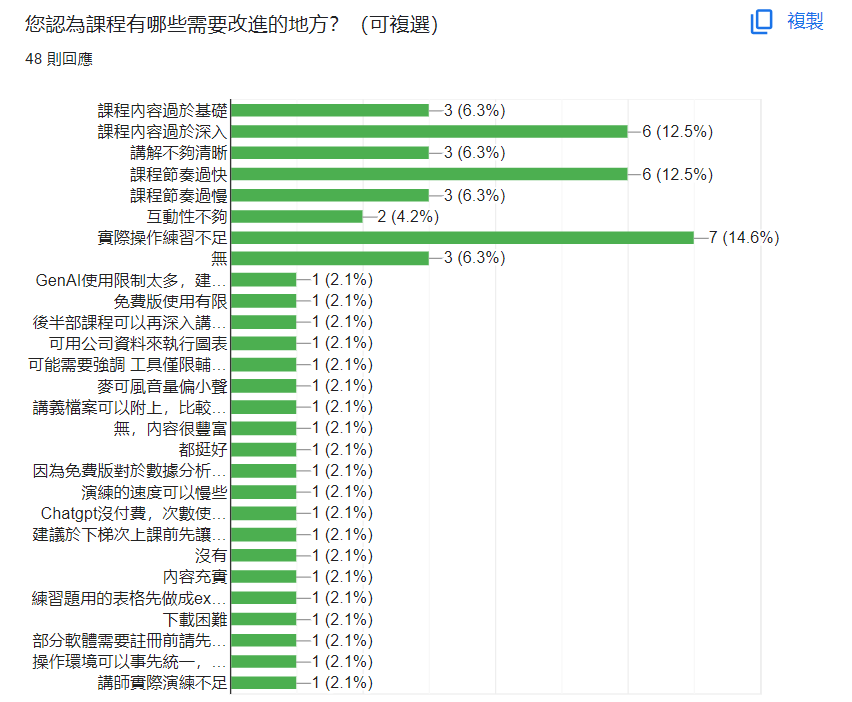 您認為課程有哪些需要改進的地方？（可複選）
複製
48 則回應
課程內容過於基礎 3 (6.3%)
課程內容過於深入 6 (12.5%)
講解不夠清晰 3 (6.3%)
課程節奏過快 6 (12.5%)
課程節奏過慢 3 (6.3%)
互動性不夠 2 (4.2%)
實際操作練習不足 7 (14.6%)
無 3 (6.3%)
GenAI使用限制太多，建… 1 (2.1%)
免費版使用有限 1 (2.1%)
後半部課程可以再深入講… 1 (2.1%)
可用公司資料來執行圖表 1 (2.1%)
可能需要強調 工具僅限輔… 1 (2.1%)
麥可風音量偏小聲 1 (2.1%)
講義檔案可以附上，比較… 1 (2.1%)
無，內容很豐富 1 (2.1%)
都挺好 1 (2.1%)
因為免費版對於數據分析… 1 (2.1%)
演練的速度可以慢些 1 (2.1%)
Chatgpt沒付費，次數使… 1 (2.1%)
建議於下梯次上課前先讓… 1 (2.1%)
沒有 1 (2.1%)
內容充實 1 (2.1%)
練習題用的表格先做成ex… 1 (2.1%)
下載困難 1 (2.1%)
部分軟體需要註冊前請先… 1 (2.1%)
操作環境可以事先統一，… 1 (2.1%)
講師實際演練不足 1 (2.1%)